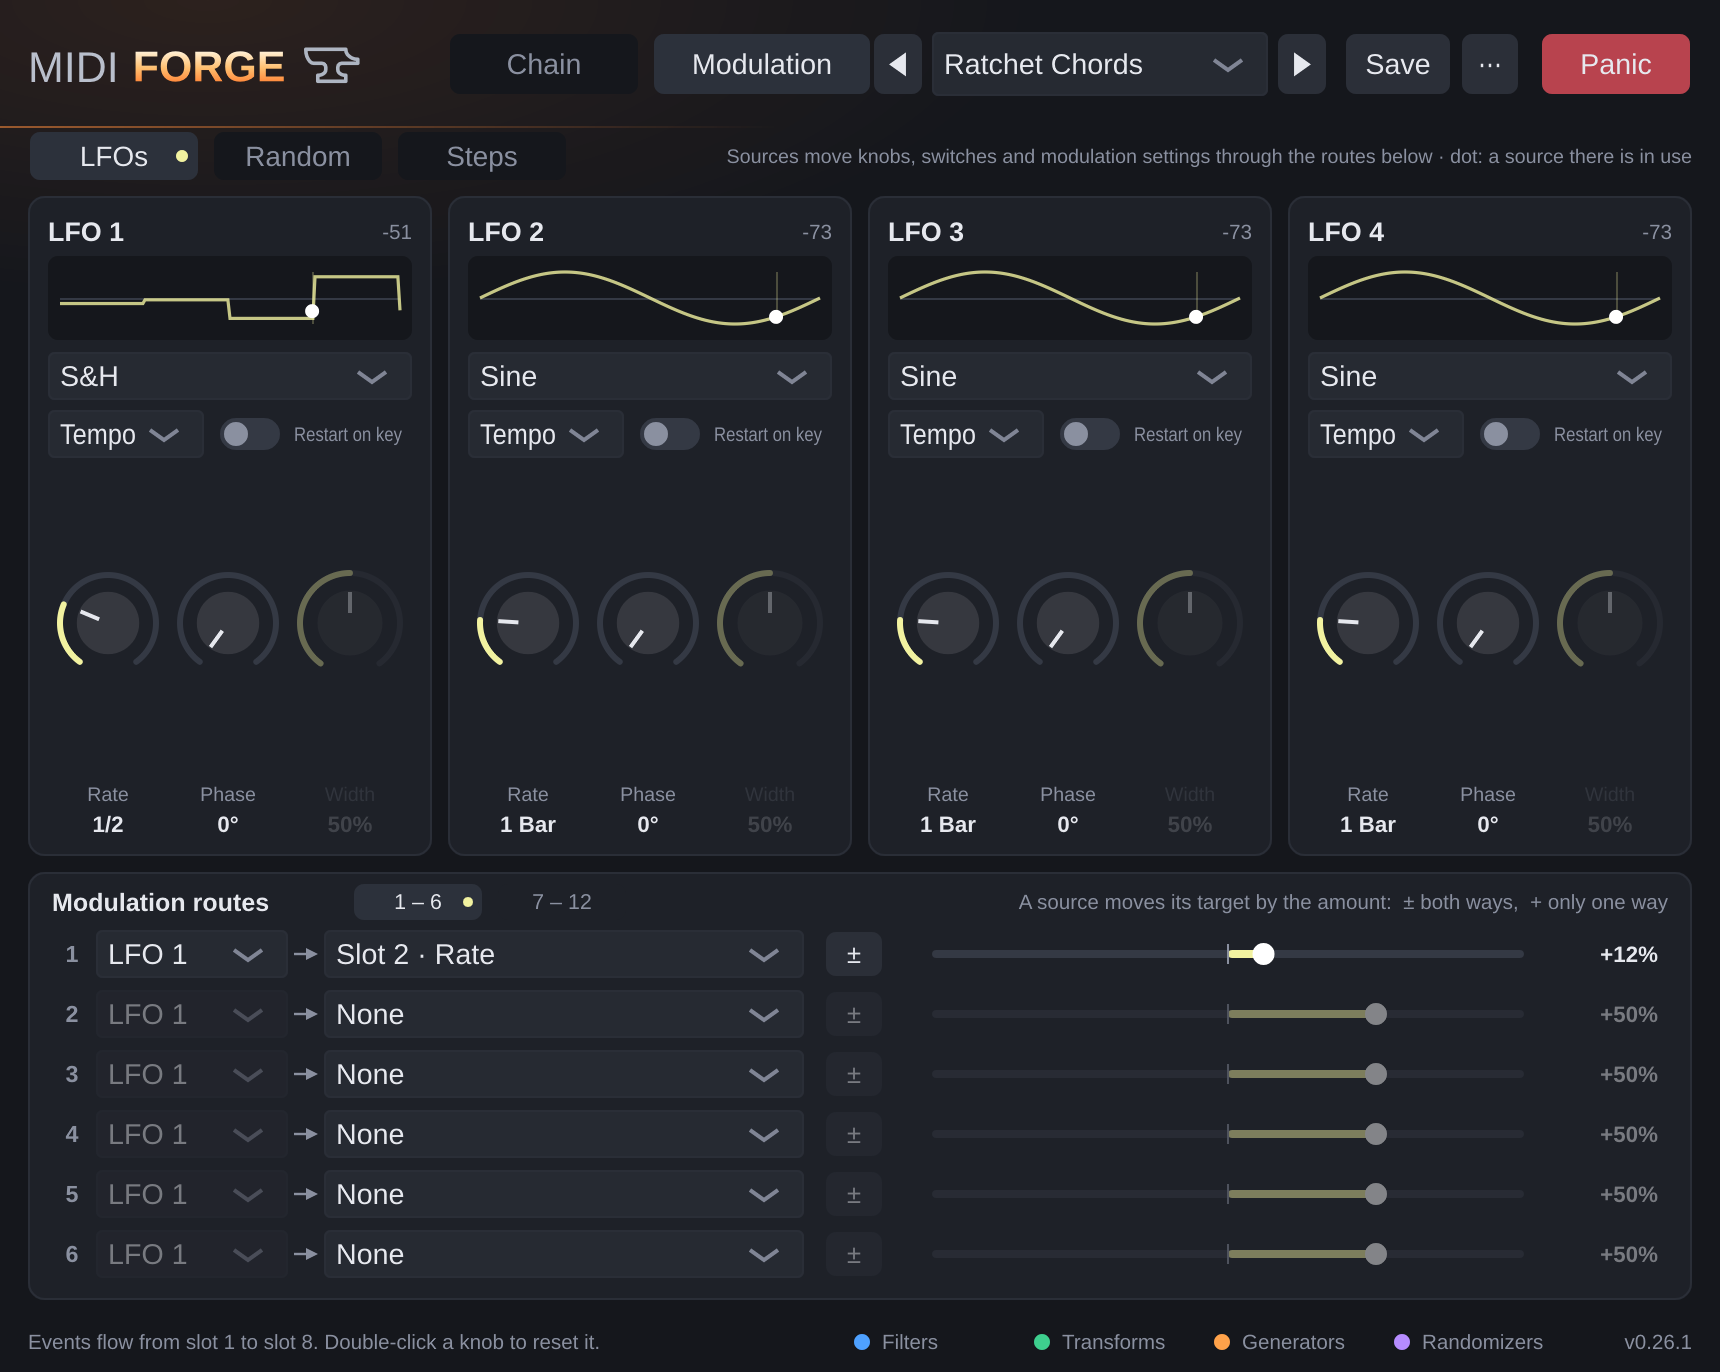 MIDI FORGE Chain Modulation Ratchet Chords Save ... Panic
LFOs Random Steps Sources move knobs, switches and modulation settings through the routes below · dot: a source there is in use
LFO 1 -51 LFO 2 -73 LFO 3 -73 LFO 4 -73
S&H Sine Sine Sine
Tempo Restart on key Tempo Restart on key Tempo Restart on key Tempo Restart on key
Rate Phase Width Rate Phase Width Rate Phase Width Rate Phase Width
1/2 0° 50% 1 Bar 0° 50% 1 Bar 0° 50% 1 Bar 0° 50%
Modulation routes 1 – 6 7 – 12 A source moves its target by the amount: ± both ways, + only one way
1 LFO 1 Slot 2 · Rate ± +12%
2 LFO 1 None ± +50%
3 LFO 1 None ± +50%
4 LFO 1 None ± +50%
5 LFO 1 None ± +50%
6 LFO 1 None ± +50%
Events flow from slot 1 to slot 8. Double-click a knob to reset it. Filters Transforms Generators Randomizers v0.26.1